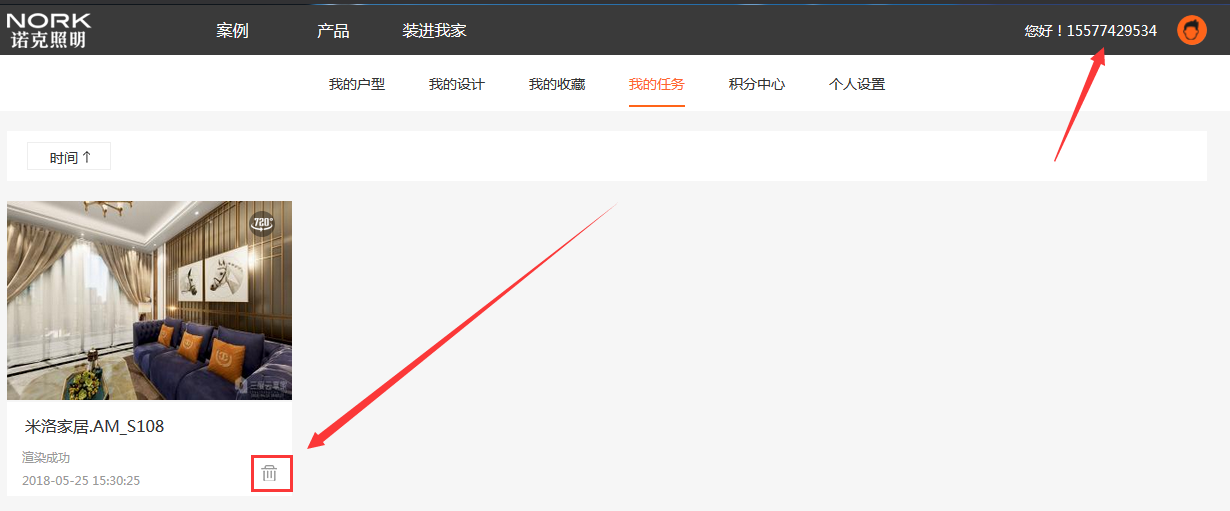 NORK
诺克照明
案例 产品 装进我家 您好！15577429534
我的户型 我的设计 我的收藏 我的任务 积分中心 个人设置
时间↑
720°
米洛家居.AM_S108
渲染成功
2018-05-25 15:30:25